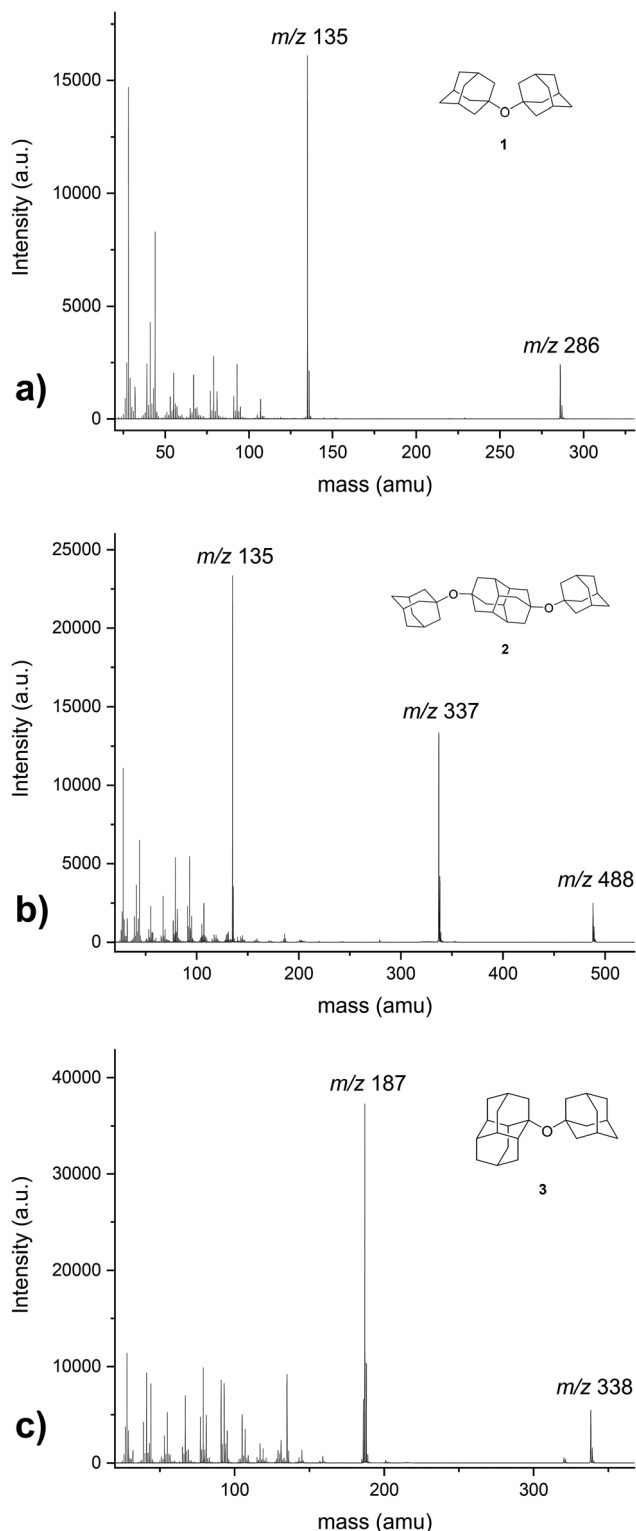 m/z 135
15000
O
1
10000
Intensity (a.u.)
5000
m/z 286
a)
0
50 100 150 200 250 300
mass (amu)
25000
m/z 135
O
O
20000
2
15000
m/z 337
Intensity (a.u.)
10000
5000
m/z 488
b)
0
100 200 300 400 500
mass (amu)
40000
m/z 187
O
30000
3
20000
Intensity (a.u.)
10000
m/z 338
c)
0
100 200 300
mass (amu)